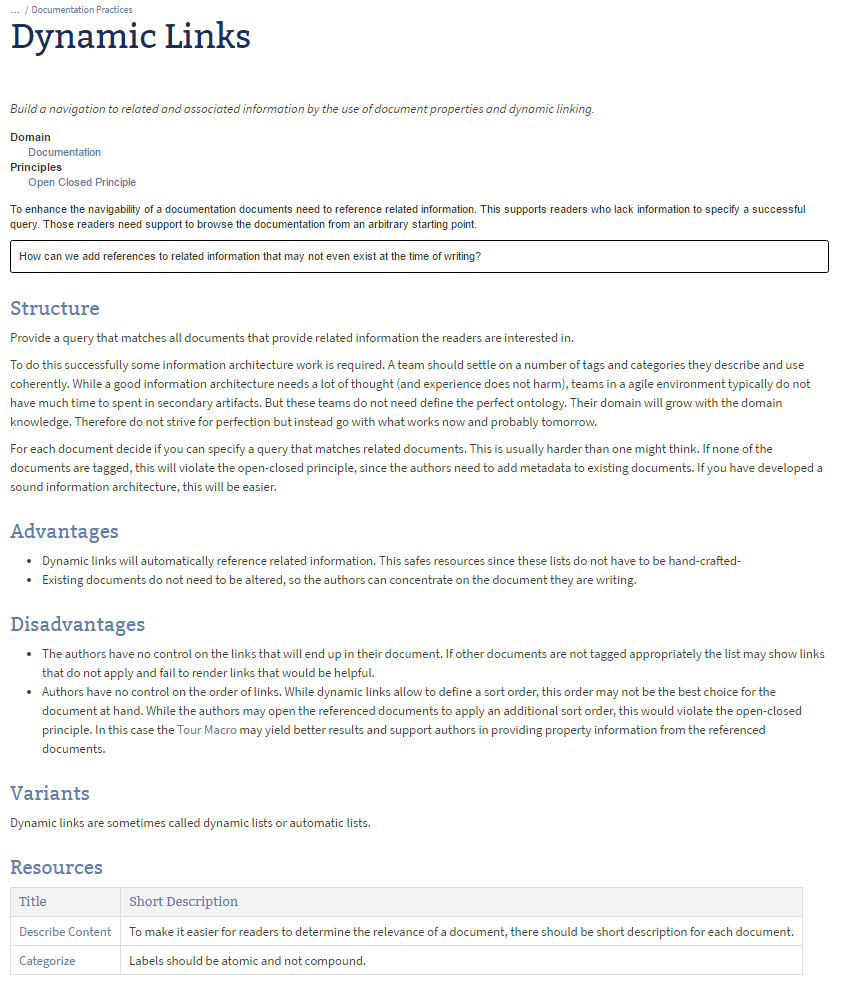 ... / Documentation Practices
Dynamic Links
Build a navigation to related and associated information by the use of document properties and dynamic linking.
Domain
Documentation
Principles
Open Closed Principle
To enhance the navigability of a documentation documents need to reference related information. This supports readers who lack information to specify a successful
query. Those readers need support to browse the documentation from an arbitrary starting point.
How can we add references to related information that may not even exist at the time of writing?
Structure
Provide a query that matches all documents that provide related information the readers are interested in.
To do this successfully some information architecture work is required. A team should settle on a number of tags and categories they describe and use
coherently. While a good information architecture needs a lot of thought (and experience does not harm), teams in a agile environment typically do not
have much time to spent in secondary artifacts. But these teams do not need define the perfect ontology. Their domain will grow with the domain
knowledge. Therefore do not strive for perfection but instead go with what works now and probably tomorrow.
For each document decide if you can specify a query that matches related documents. This is usually harder than one might think. If none of the
documents are tagged, this will violate the open-closed principle, since the authors need to add metadata to existing documents. If you have developed a
sound information architecture, this will be easier.
Advantages
• Dynamic links will automatically reference related information. This safes resources since these lists do not have to be hand-crafted-
• Existing documents do not need to be altered, so the authors can concentrate on the document they are writing.
Disadvantages
• The authors have no control on the links that will end up in their document. If other documents are not tagged appropriately the list may show links
that do not apply and fail to render links that would be helpful.
• Authors have no control on the order of links. While dynamic links allow to define a sort order, this order may not be the best choice for the
document at hand. While the authors may open the referenced documents to apply an additional sort order, this would violate the open-closed
principle. In this case the Tour Macro may yield better results and support authors in providing property information from the referenced
documents.
Variants
Dynamic links are sometimes called dynamic lists or automatic lists.
Resources
Title Short Description
Describe Content To make it easier for readers to determine the relevance of a document, there should be short description for each document.
Categorize Labels should be atomic and not compound.